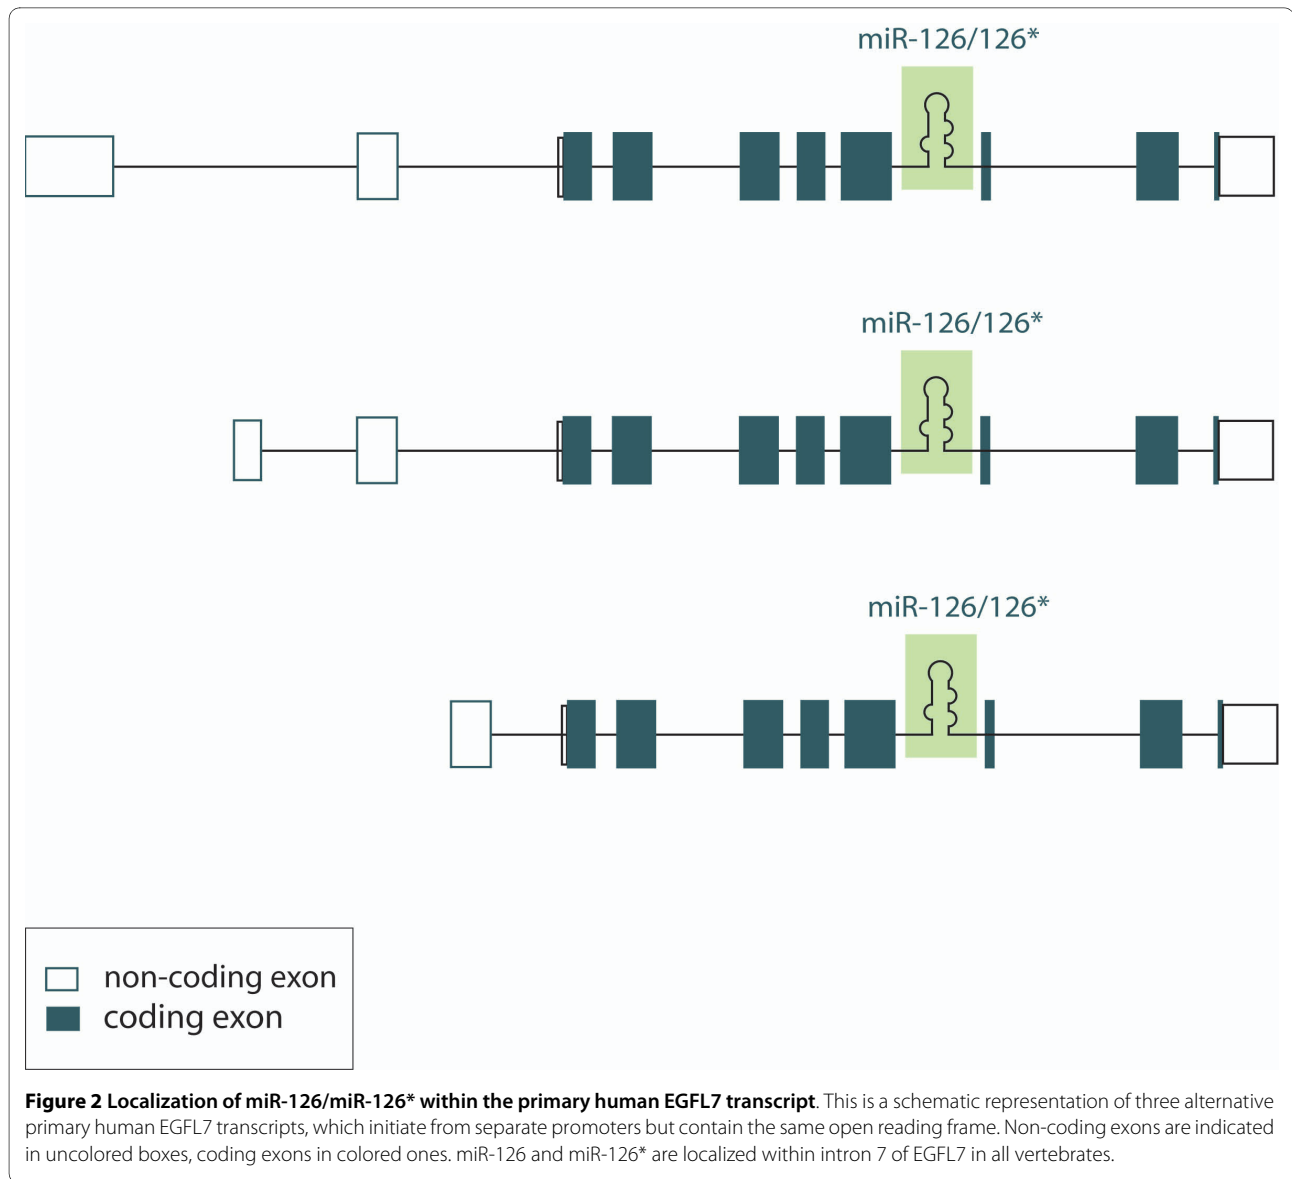 miR-126/126*
miR-126/126*
miR-126/126*
non-coding exon
coding exon
Figure 2 Localization of miR-126/miR-126* within the primary human EGFL7 transcript. This is a schematic representation of three alternative
primary human EGFL7 transcripts, which initiate from separate promoters but contain the same open reading frame. Non-coding exons are indicated
in uncolored boxes, coding exons in colored ones. miR-126 and miR-126* are localized within intron 7 of EGFL7 in all vertebrates.